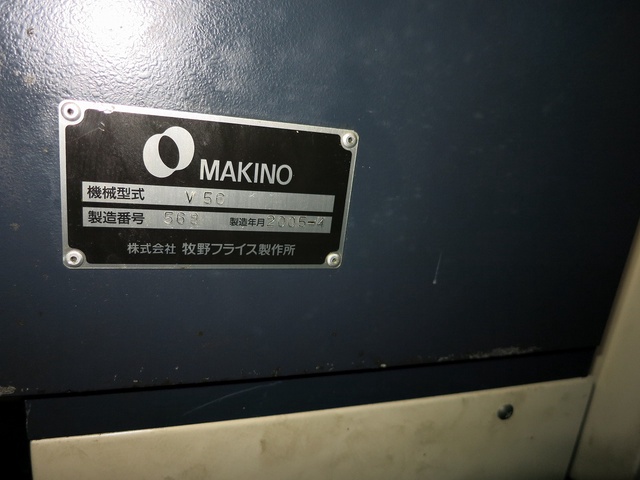 MAKINO
機械型式 V56
製造番号 568 製造年月 2005-4
株式会社 牧野フライス製作所